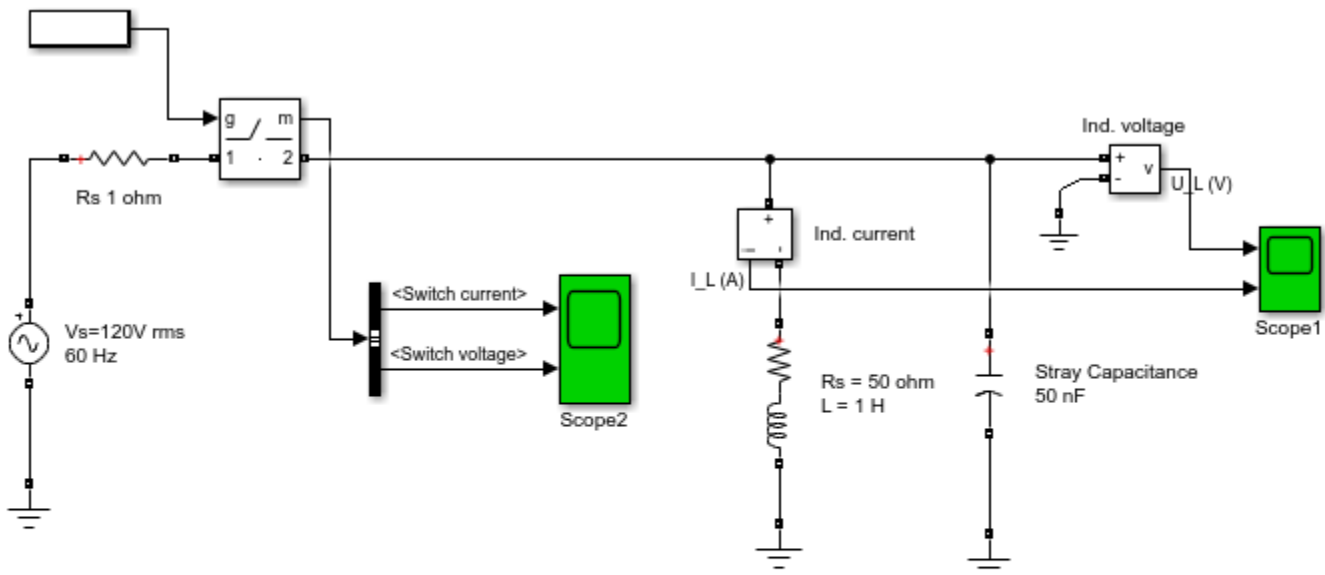 g
m
1
2
Rs 1 ohm
Vs=120V rms
60 Hz
<Switch current>
<Switch voltage>
Scope2
Ind. voltage
+
-
v
U_L (V)
+
-
Ind. current
I_L (A)
Scope1
Rs = 50 ohm
L = 1 H
Stray Capacitance
50 nF